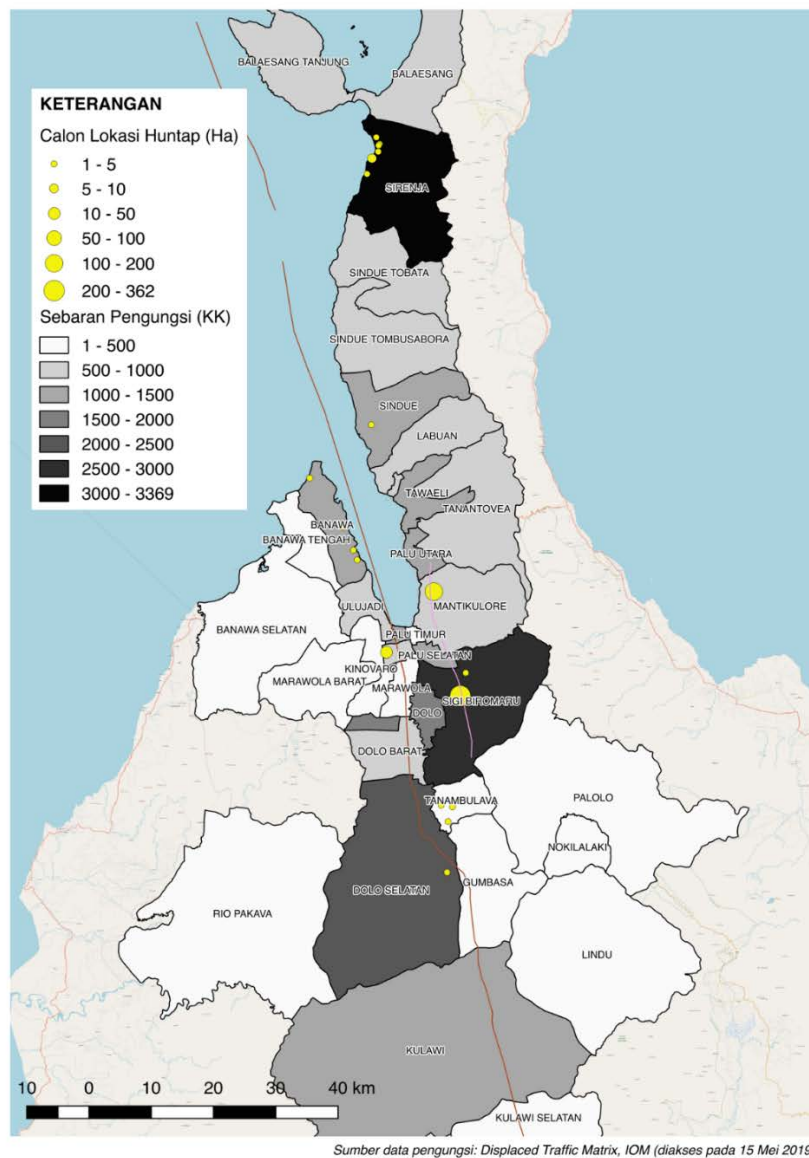 BALAESANG TANJUNG
BALAESANG
KETERANGAN
Calon Lokasi Huntap (Ha)
1 - 5
5 - 10
10 - 50
50 - 100
100 - 200
200 - 362
Sebaran Pengungsi (KK)
1 - 500
500 - 1000
1000 - 1500
1500 - 2000
2000 - 2500
2500 - 3000
3000 - 3369
SIRENJA
SINDUE TOBATA
SINDUE TOMBUSABORA
SINDUE
LABUAN
TAWAELI
TANANTOVEA
BANAWA
BANAWA TENGAH
PALU UTARA
ULUJADI
MANTIKULORE
BANAWA SELATAN
PALU TIMUR
PALU SELATAN
KINOVARO
MARAWOLA BARAT
MARAWOLA
SIGI BIROMARU
DOLO
DOLO BARAT
TANAMBULAVA
PALOLO
NOKILALAKI
DOLO SELATAN
GUMBASA
RIO PAKAVA
LINDU
KULAWI
10 0 10 20 30 40 km
KULAWI SELATAN
Sumber data pengungsi: Displaced Traffic Matrix, IOM (diakses pada 15 Mei 2019